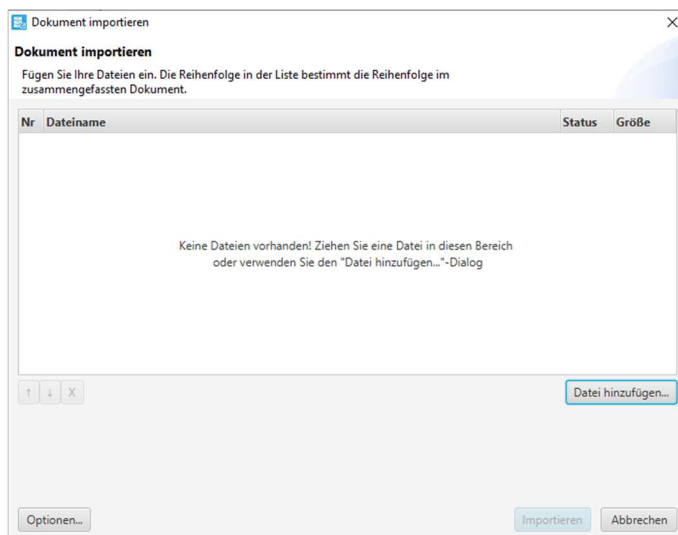 Dokument importieren
Dokument importieren
Fügen Sie Ihre Dateien ein. Die Reihenfolge in der Liste bestimmt die Reihenfolge im
zusammengefassten Dokument.
Nr Dateiname Status Größe
Keine Dateien vorhanden! Ziehen Sie eine Datei in diesen Bereich
oder verwenden Sie den "Datei hinzufügen..."-Dialog
↑ ↓ X Datei hinzufügen...
Optionen... Importieren Abbrechen